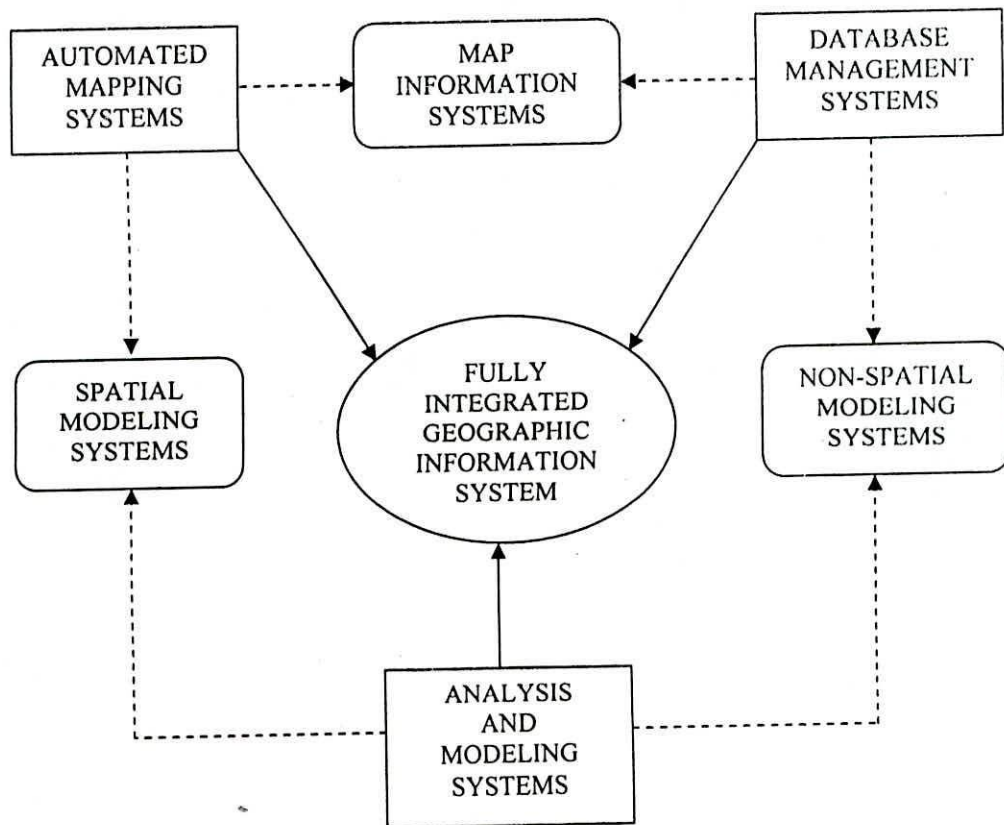 AUTOMATED
MAPPING
SYSTEMS
MAP
INFORMATION
SYSTEMS
DATABASE
MANAGEMENT
SYSTEMS
SPATIAL
MODELING
SYSTEMS
FULLY
INTEGRATED
GEOGRAPHIC
INFORMATION
SYSTEM
NON-SPATIAL
MODELING
SYSTEMS
ANALYSIS
AND
MODELING
SYSTEMS